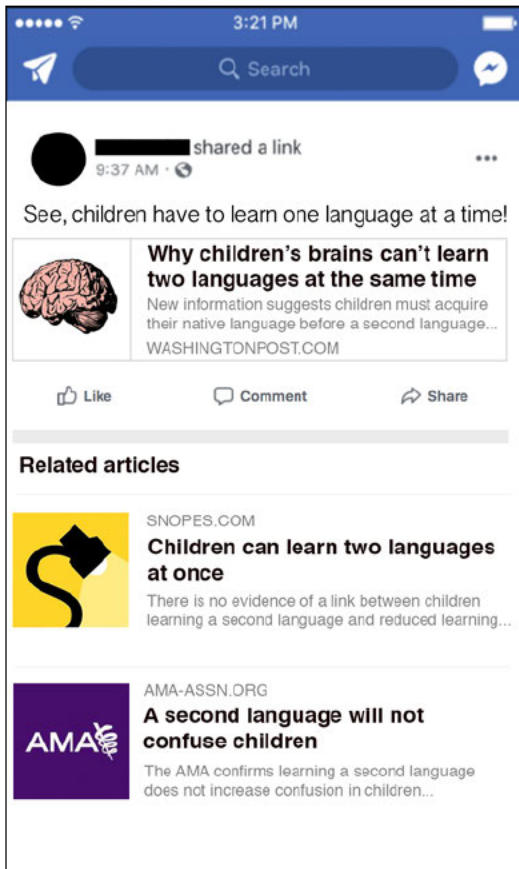 3:21 PM
Search
shared a link
9:37 AM ·
See, children have to learn one language at a time!
Why children's brains can't learn
two languages at the same time
New information suggests children must acquire
their native language before a second language...
WASHINGTONPOST.COM
Like Comment Share
Related articles
SNOPES.COM
Children can learn two languages
at once
There is no evidence of a link between children
learning a second language and reduced learning...
AMA-ASSN.ORG
A second language will not
confuse children
AMA
The AMA confirms learning a second language
does not increase confusion in children...